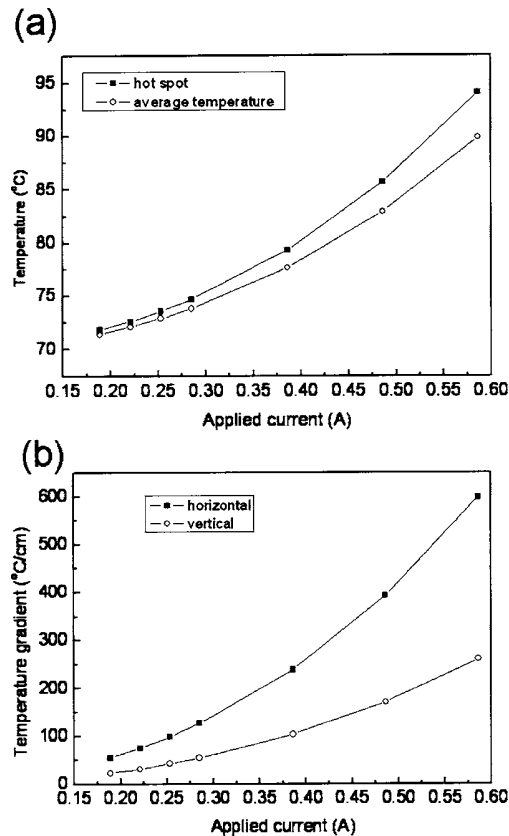 (a)
hot spot
average temperature
Temperature (°C)
95
90
85
80
75
70
0.15 0.20 0.25 0.30 0.35 0.40 0.45 0.50 0.55 0.60
Applied current (A)
(b)
horizontal
vertical
Temperature gradient (°C/cm)
600
500
400
300
200
100
0
0.15 0.20 0.25 0.30 0.35 0.40 0.45 0.50 0.55 0.60
Applied current (A)